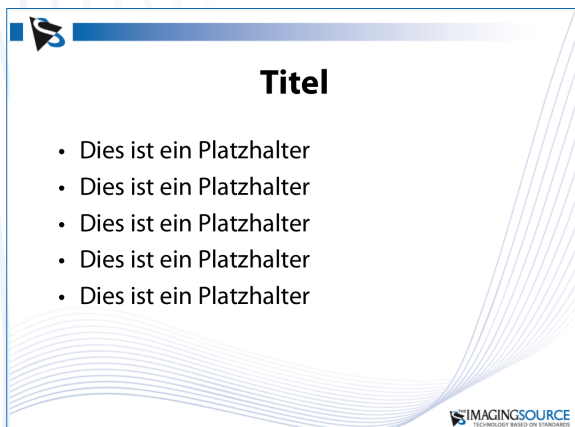 Titel
• Dies ist ein Platzhalter
• Dies ist ein Platzhalter
• Dies ist ein Platzhalter
• Dies ist ein Platzhalter
• Dies ist ein Platzhalter
THE IMAGINGSOURCE
TECHNOLOGY BASED ON STANDARDS